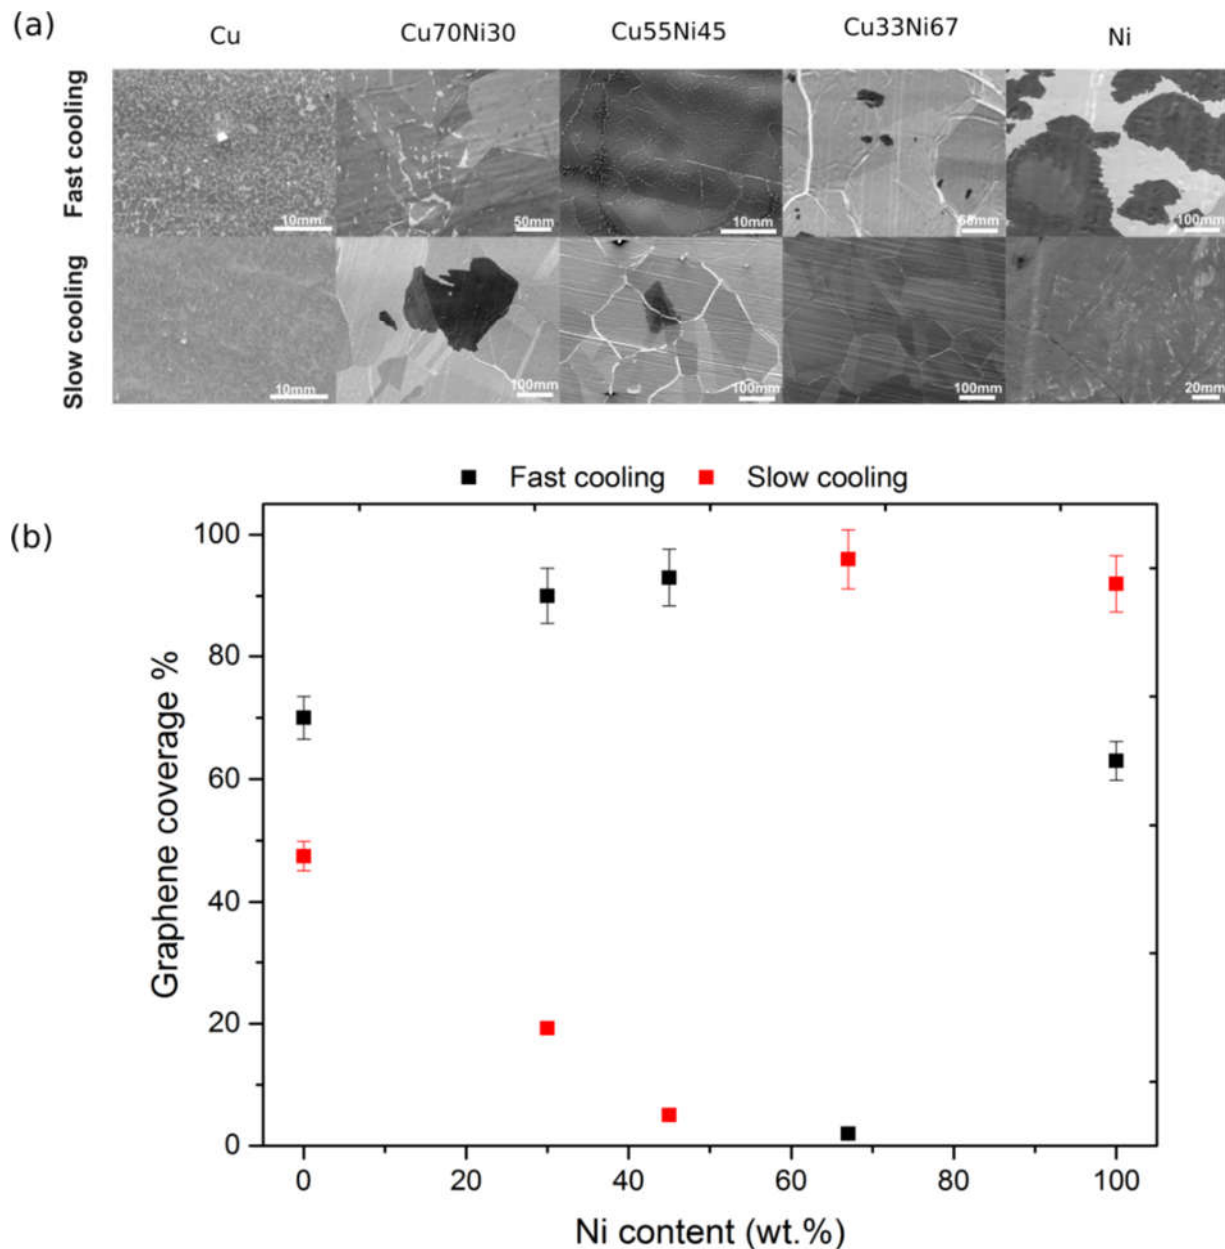 (a)
Cu Cu70Ni30 Cu55Ni45 Cu33Ni67 Ni
Fast cooling
10mm 50mm 10mm 100mm
Slow cooling
10mm 100mm 100mm 100mm 20mm
Fast cooling Slow cooling
(b)
Graphene coverage %
100
80
60
40
20
0
0 20 40 60 80 100
Ni content (wt.%)